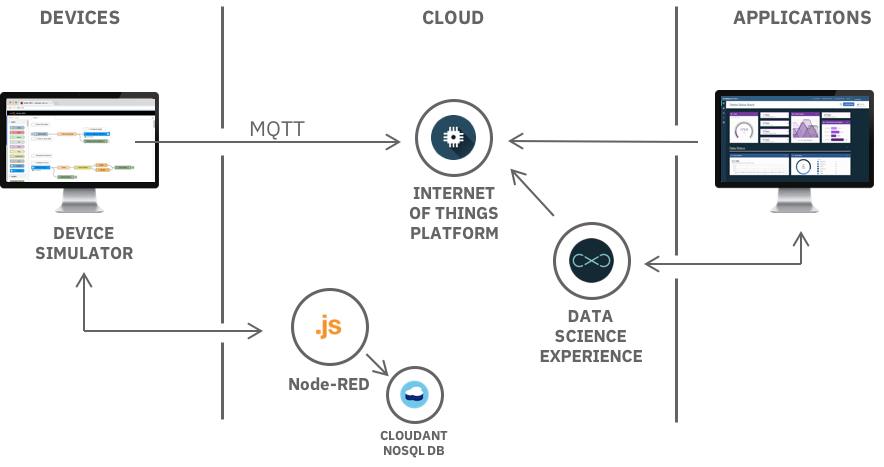 DEVICES
CLOUD
APPLICATIONS
MQTT
INTERNET
OF THINGS
PLATFORM
DEVICE
SIMULATOR
DATA
SCIENCE
EXPERIENCE
.js
Node-RED
CLOUDANT
NOSQL DB